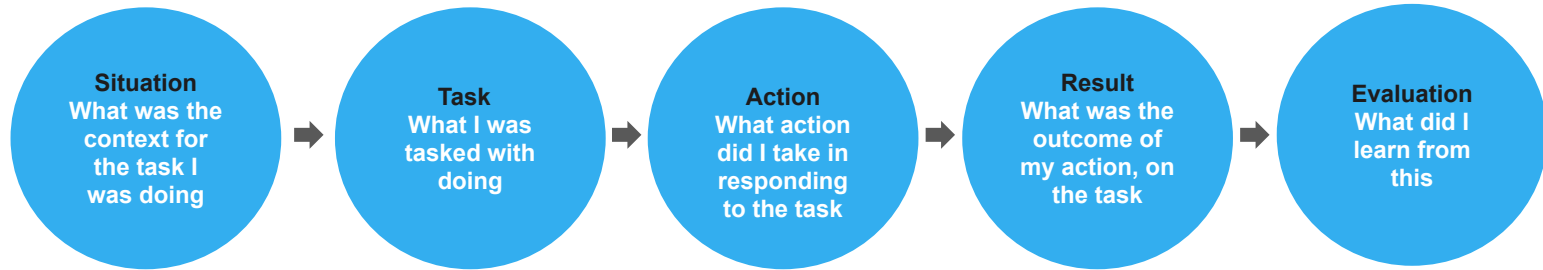 Situation
What was the
context for
the task I
was doing
Task
What I was
tasked with
doing
Action
What action
did I take in
responding
to the task
Result
What was the
outcome of
my action, on
the task
Evaluation
What did I
learn from
this